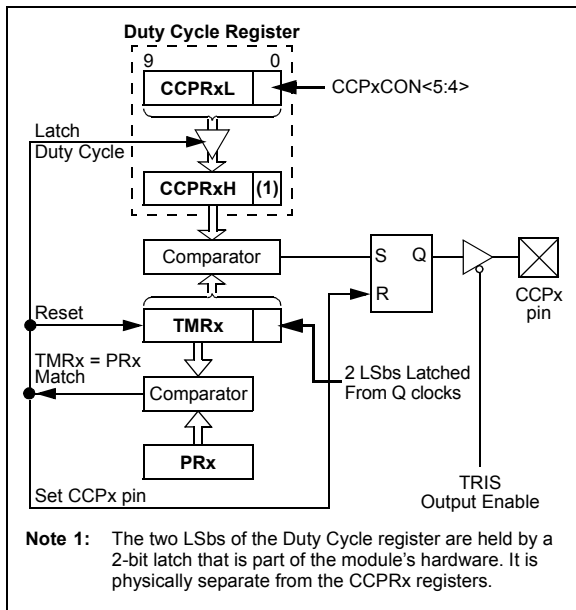 Duty Cycle Register
9 0
CCPRxL
CCPxCON<5:4>
Latch
Duty Cycle
CCPRxH (1)
Comparator
S Q
R
CCPx
pin
Reset
TMRx
TMRx = PRx
Match
2 LSbs Latched
From Q clocks
Comparator
PRx
Set CCPx pin
TRIS
Output Enable
Note 1: The two LSbs of the Duty Cycle register are held by a
2-bit latch that is part of the module's hardware. It is
physically separate from the CCPRx registers.